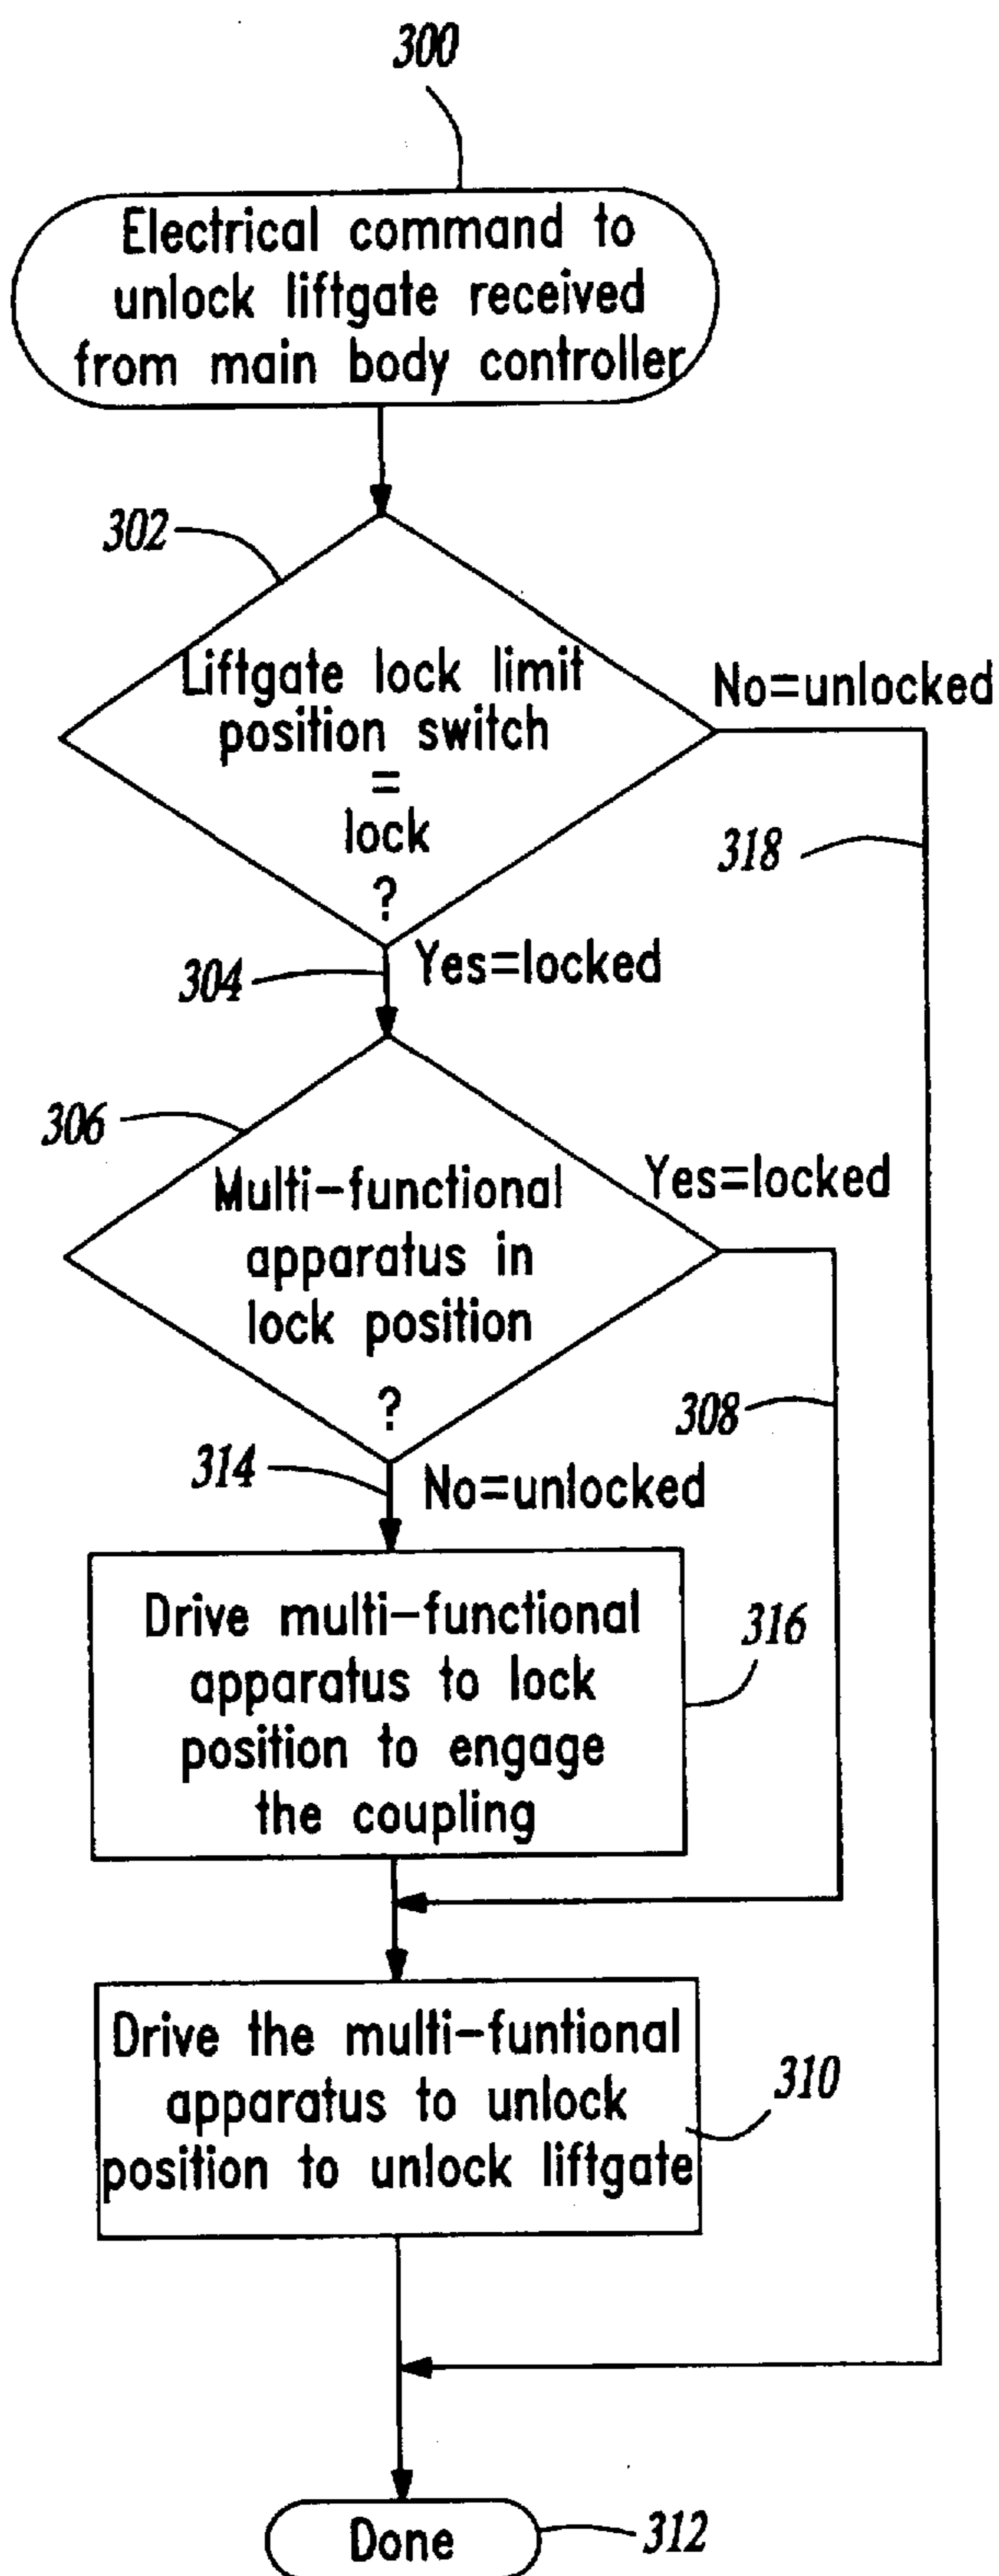 300
Electrical command to
unlock liftgate received
from main body controller
302
Liftgate lock limit
position switch
=
lock
?
No=unlocked
318
304
Yes=locked
306
Multi-functional
apparatus in
lock position
?
Yes=locked
308
314
No=unlocked
Drive multi-functional
apparatus to lock
position to engage
the coupling
316
Drive the multi-funtional
apparatus to unlock
position to unlock liftgate
310
Done
312